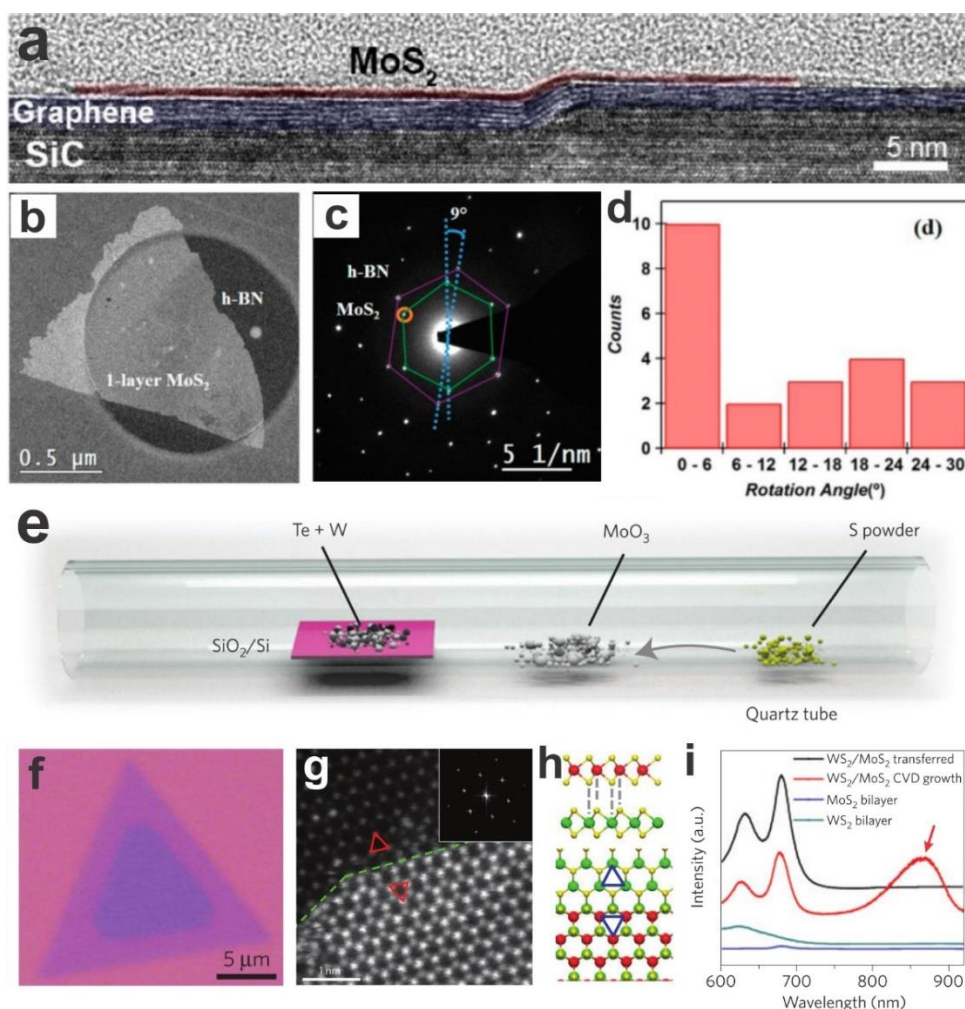 a
MoS₂
Graphene
SiC
5 nm
b
h-BN
1-layer MoS₂
0.5 μm
c
9°
h-BN
MoS₂
5 1/nm
d
(d)
10
8
6
4
2
0
Counts
0 - 6 6 - 12 12 - 18 18 - 24 24 - 30
Rotation Angle(º)
e
Te + W
MoO₃
S powder
SiO₂/Si
Quartz tube
f
5 μm
g
1 nm
h
i
WS₂/MoS₂ transferred
WS₂/MoS₂ CVD growth
MoS₂ bilayer
WS₂ bilayer
Intensity (a.u.)
600 700 800 900
Wavelength (nm)